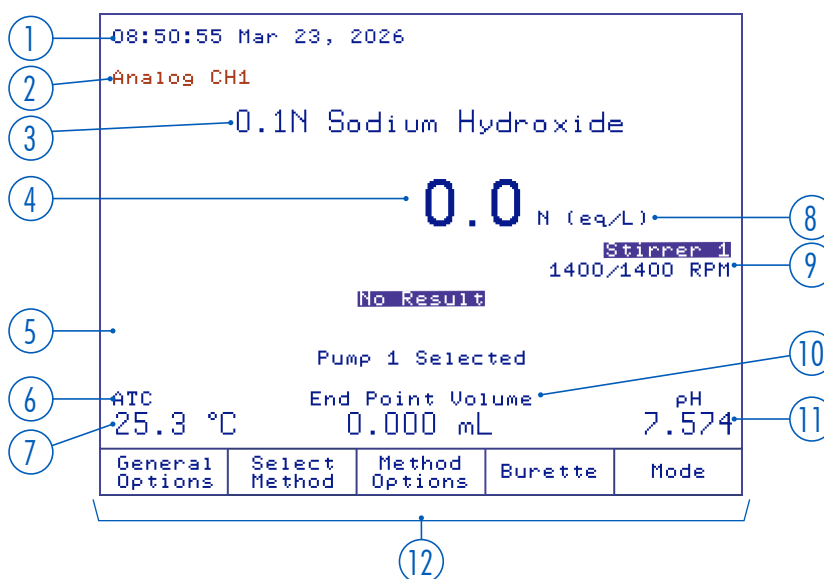 1
08:50:55 Mar 23, 2026
2
Analog CH1
3
0.1N Sodium Hydroxide
4
0.0 N (eq/L)
8
Stirrer 1
9
1400/1400 RPM
No Result
5
Pump 1 Selected
10
6
ATC
End Point Volume
pH
7
25.3 °C
0.000 mL
7.574
11
General Options
Select Method
Method Options
Burette
Mode
12